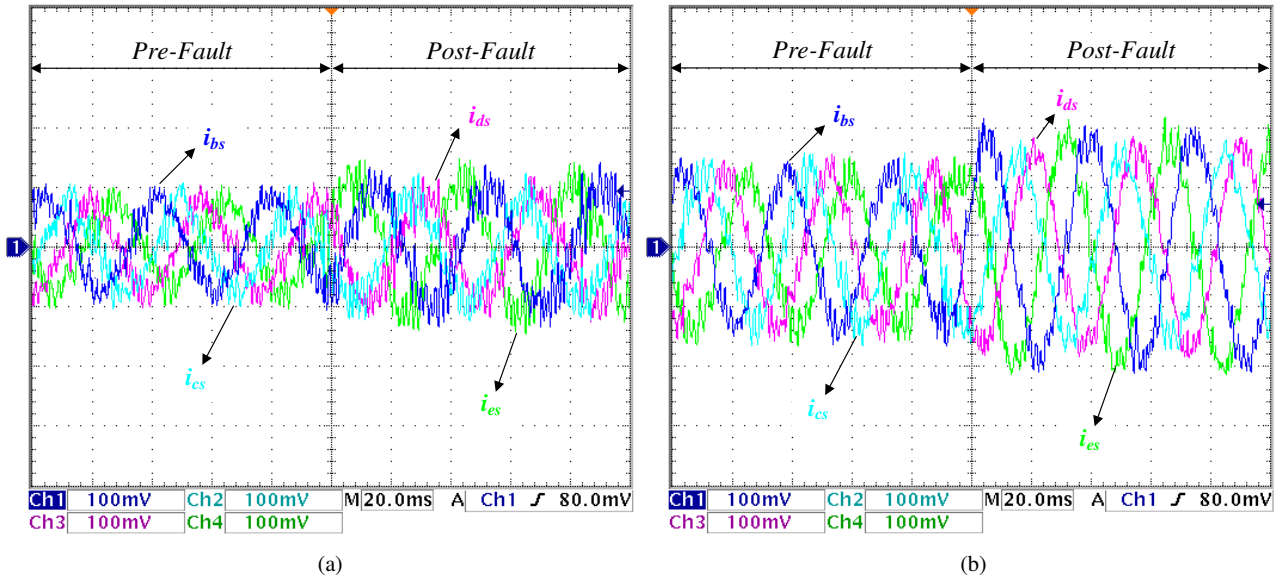 Pre-Fault Post-Fault
i_bs
i_ds
1
i_cs
i_es
Ch1 100mV Ch2 100mV M 20.0ms A Ch1 ∫ 80.0mV
Ch3 100mV Ch4 100mV
(a)
Pre-Fault Post-Fault
i_ds
i_bs
1
i_cs
i_es
Ch1 100mV Ch2 100mV M 20.0ms A Ch1 ∫ 80.0mV
Ch3 100mV Ch4 100mV
(b)